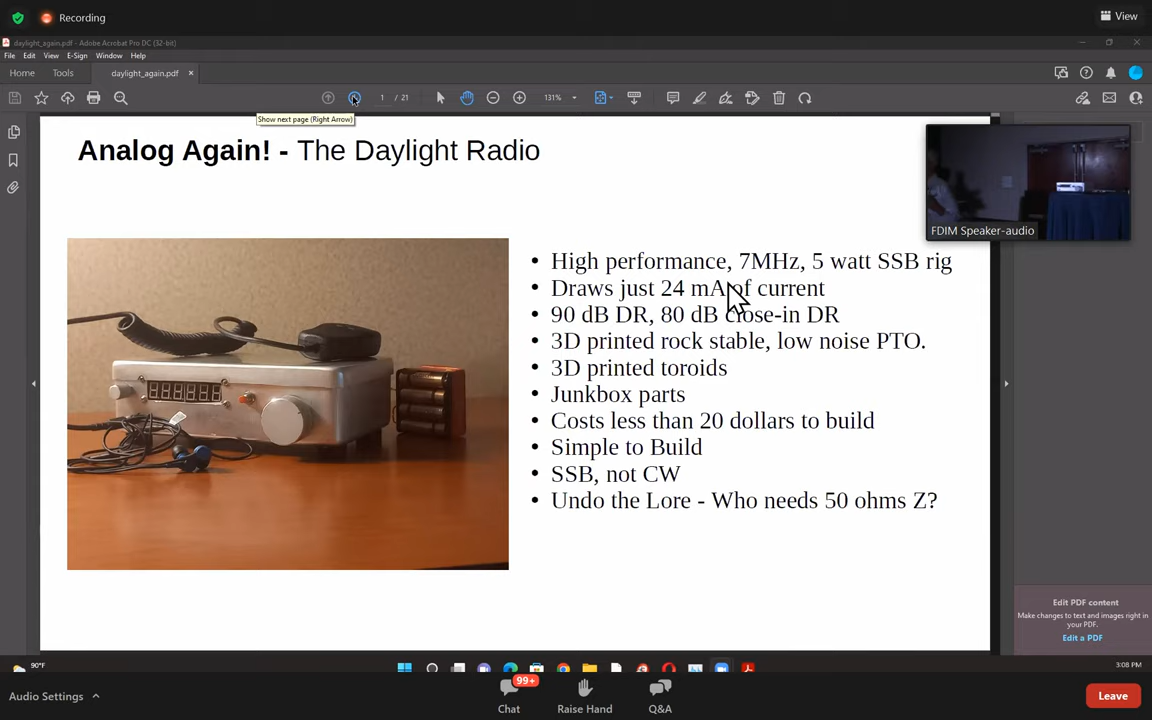 Recording
View
daylight_again.pdf - Adobe Acrobat Pro DC (32-bit)
File Edit View E-Sign Window Help
Home Tools daylight_again.pdf ×
1 / 21 131%
Show next page (Right Arrow)
Analog Again! - The Daylight Radio
FDIM Speaker-audio
• High performance, 7MHz, 5 watt SSB rig
• Draws just 24 mA of current
• 90 dB DR, 80 dB close-in DR
• 3D printed rock stable, low noise PTO.
• 3D printed toroids
• Junkbox parts
• Costs less than 20 dollars to build
• Simple to Build
• SSB, not CW
• Undo the Lore - Who needs 50 ohms Z?
Edit PDF content
Make changes to text and images right in
your PDF.
Edit a PDF
90°F
3:08 PM
Audio Settings
99+
Chat
Raise Hand
Q&A
Leave